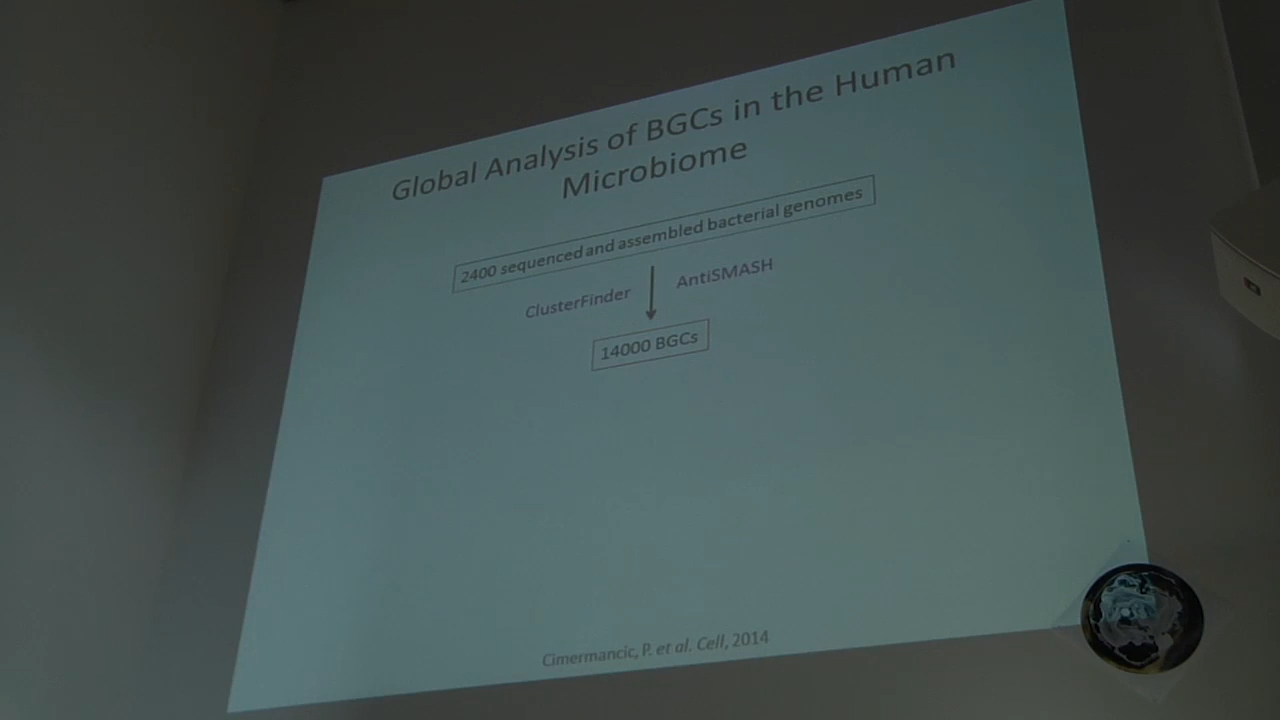 Global Analysis of BGCs in the Human
Microbiome
2400 sequenced and assembled bacterial genomes
ClusterFinder
AntiSMASH
14000 BGCs
Cimermancic, P. et al. Cell, 2014